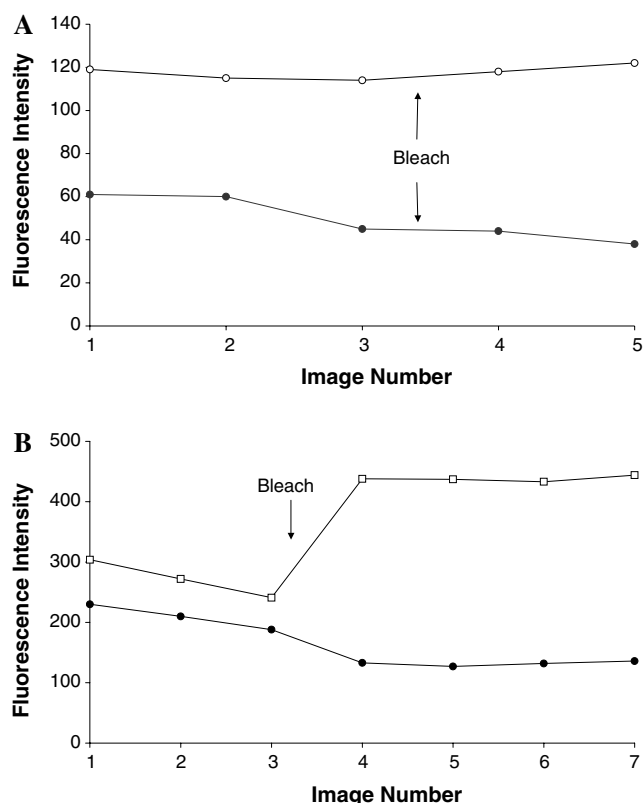 A
Fluorescence Intensity
140
120
100
80
60
40
20
0
Bleach
1 2 3 4 5
Image Number
B
Fluorescence Intensity
500
400
300
200
100
0
Bleach
1 2 3 4 5 6 7
Image Number